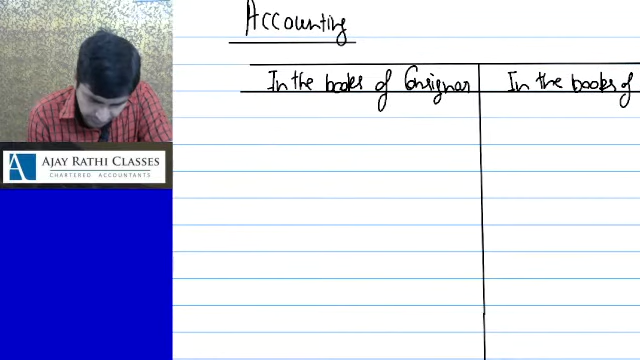 Accounting
In the books of Consignor
In the books of
A
AJAY RATHI CLASSES
CHARTERED ACCOUNTANTS